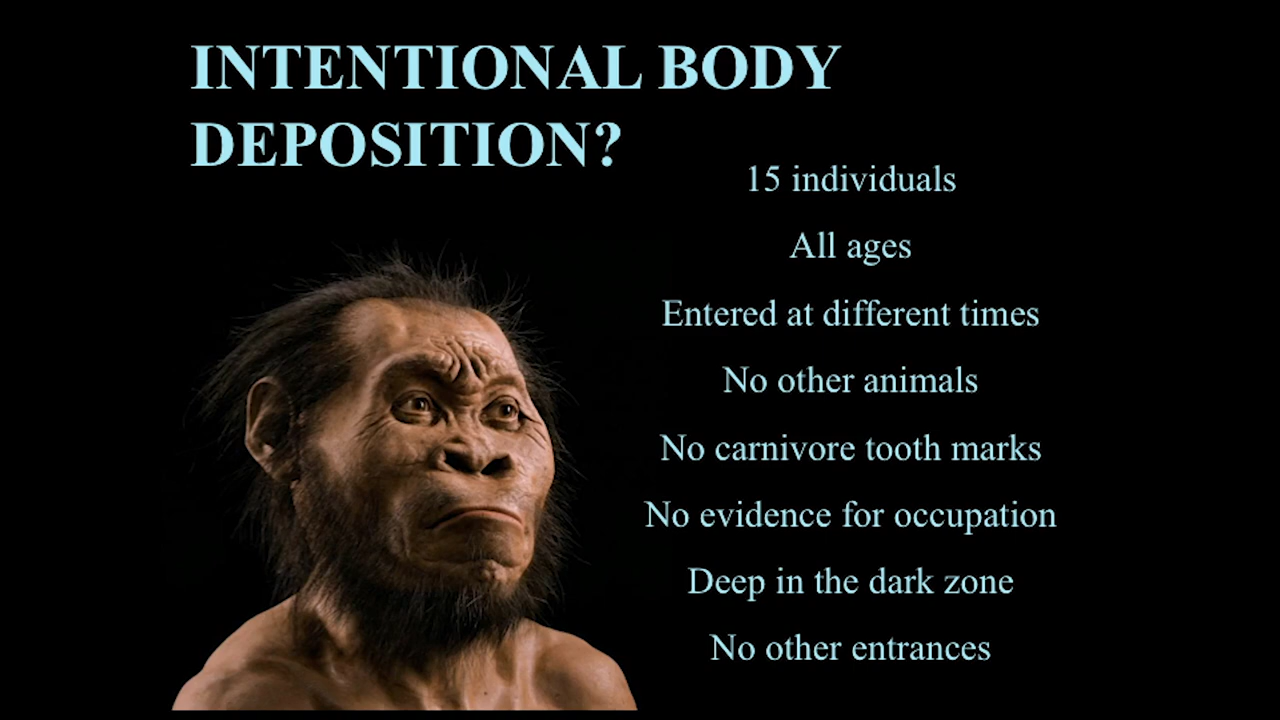 INTENTIONAL BODY
DEPOSITION?
15 individuals
All ages
Entered at different times
No other animals
No carnivore tooth marks
No evidence for occupation
Deep in the dark zone
No other entrances